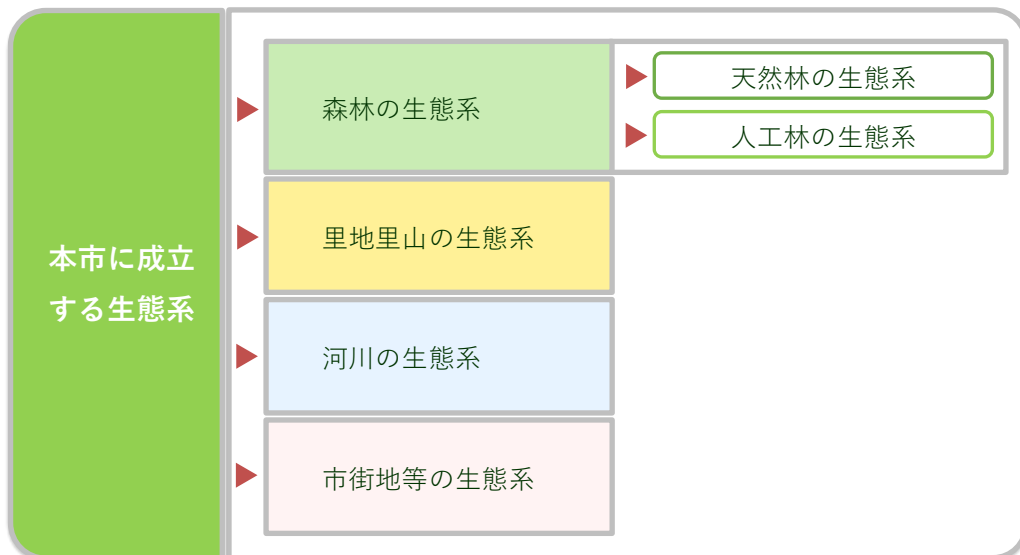 本市に成立
する生態系
森林の生態系
天然林の生態系
人工林の生態系
里地里山の生態系
河川の生態系
市街地等の生態系